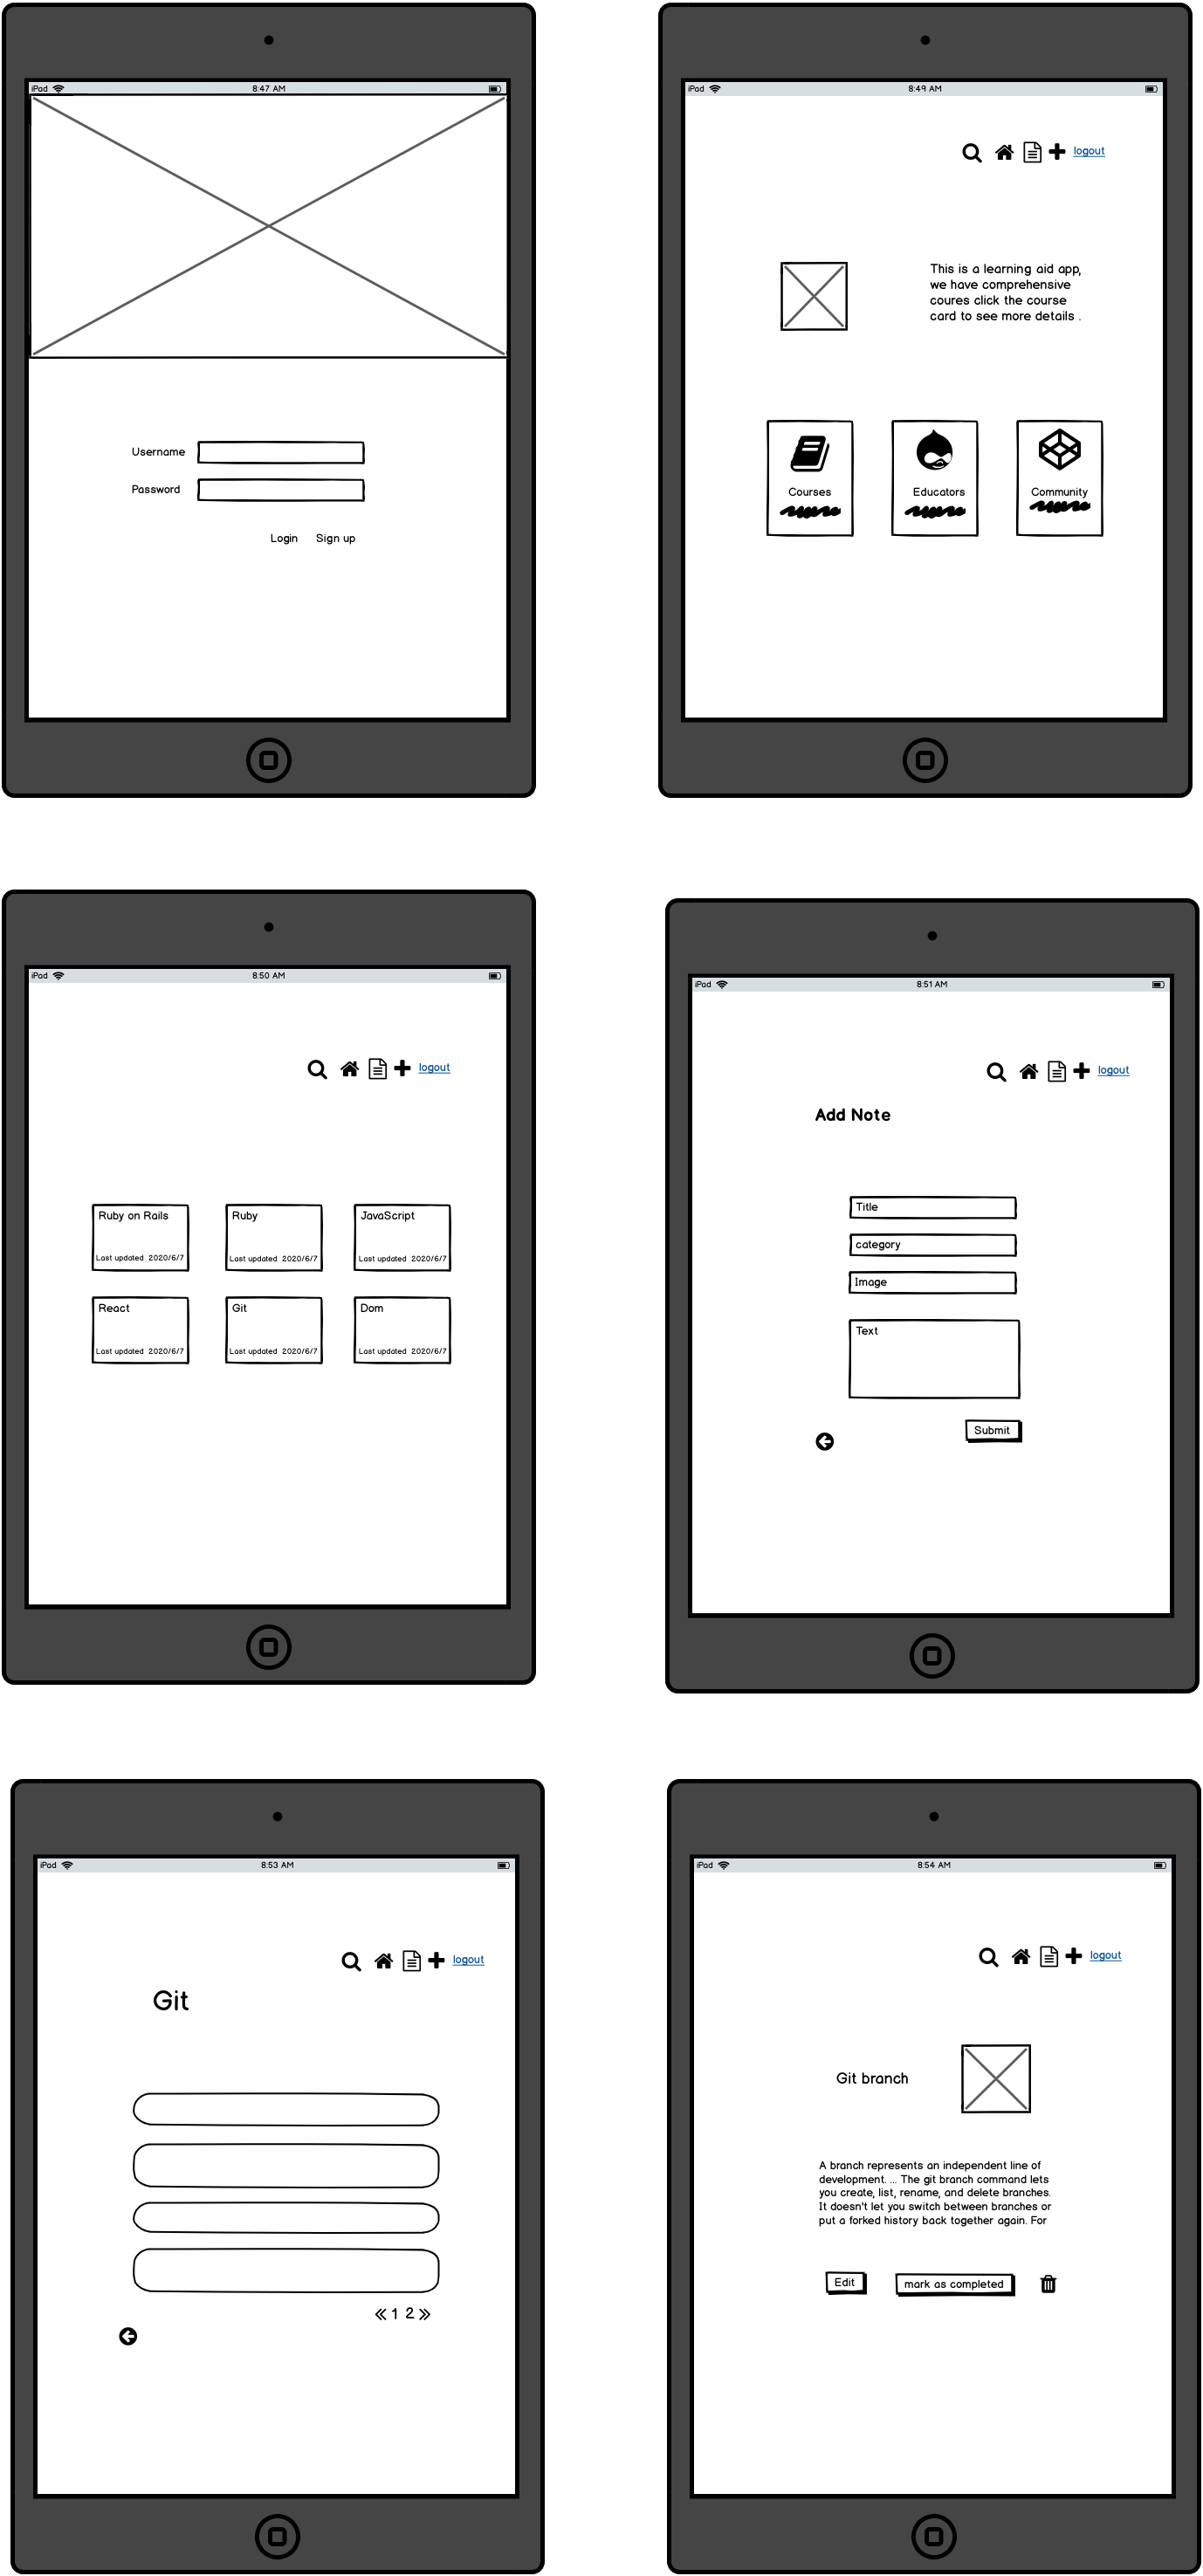 iPad 8:47 AM
Username
Password
Login Sign up
iPad 8:49 AM
logout
This is a learning aid app,
we have comprehensive
coures click the course
card to see more details .
Courses Educators Community
iPad 8:50 AM
logout
Ruby on Rails Ruby JavaScript
Last updated 2020/6/7 Last updated 2020/6/7 Last updated 2020/6/7
React Git Dom
Last updated 2020/6/7 Last updated 2020/6/7 Last updated 2020/6/7
iPad 8:51 AM
logout
Add Note
Title
category
Image
Text
Submit
iPad 8:53 AM
logout
Git
1 2
iPad 8:54 AM
logout
Git branch
A branch represents an independent line of
development. ... The git branch command lets
you create, list, rename, and delete branches.
It doesn't let you switch between branches or
put a forked history back together again. For
Edit mark as completed